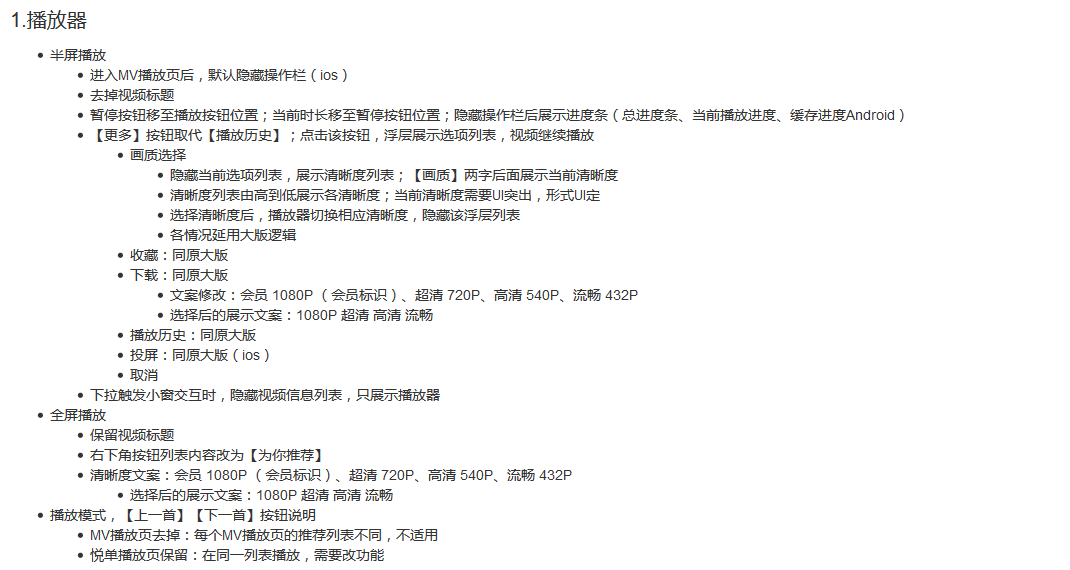 1.播放器
半屏播放
进入MV播放页后，默认隐藏操作栏（ios）
去掉视频标题
暂停按钮移至播放按钮位置；当前时长移至暂停按钮位置；隐藏操作栏后展示进度条（总进度条、当前播放进度、缓存进度Android）
【更多】按钮取代【播放历史】；点击该按钮，浮层展示选项列表，视频继续播放
画质选择
隐藏当前选项列表，展示清晰度列表；【画质】两字后面展示当前清晰度
清晰度列表由高到低展示各清晰度；当前清晰度需要UI突出，形式UI定
选择清晰度后，播放器切换相应清晰度，隐藏该浮层列表
各情况延用大版逻辑
收藏：同原大版
下载：同原大版
文案修改：会员 1080P（会员标识）、超清 720P、高清 540P、流畅 432P
选择后的展示文案：1080P 超清 高清 流畅
播放历史：同原大版
投屏：同原大版（ios）
取消
下拉触发小窗交互时，隐藏视频信息列表，只展示播放器
全屏播放
保留视频标题
右下角按钮列表内容改为【为你推荐】
清晰度文案：会员 1080P（会员标识）、超清 720P、高清 540P、流畅 432P
选择后的展示文案：1080P 超清 高清 流畅
播放模式，【上一首】【下一首】按钮说明
MV播放页去掉：每个MV播放页的推荐列表不同，不适用
悦单播放页保留：在同一列表播放，需要改功能